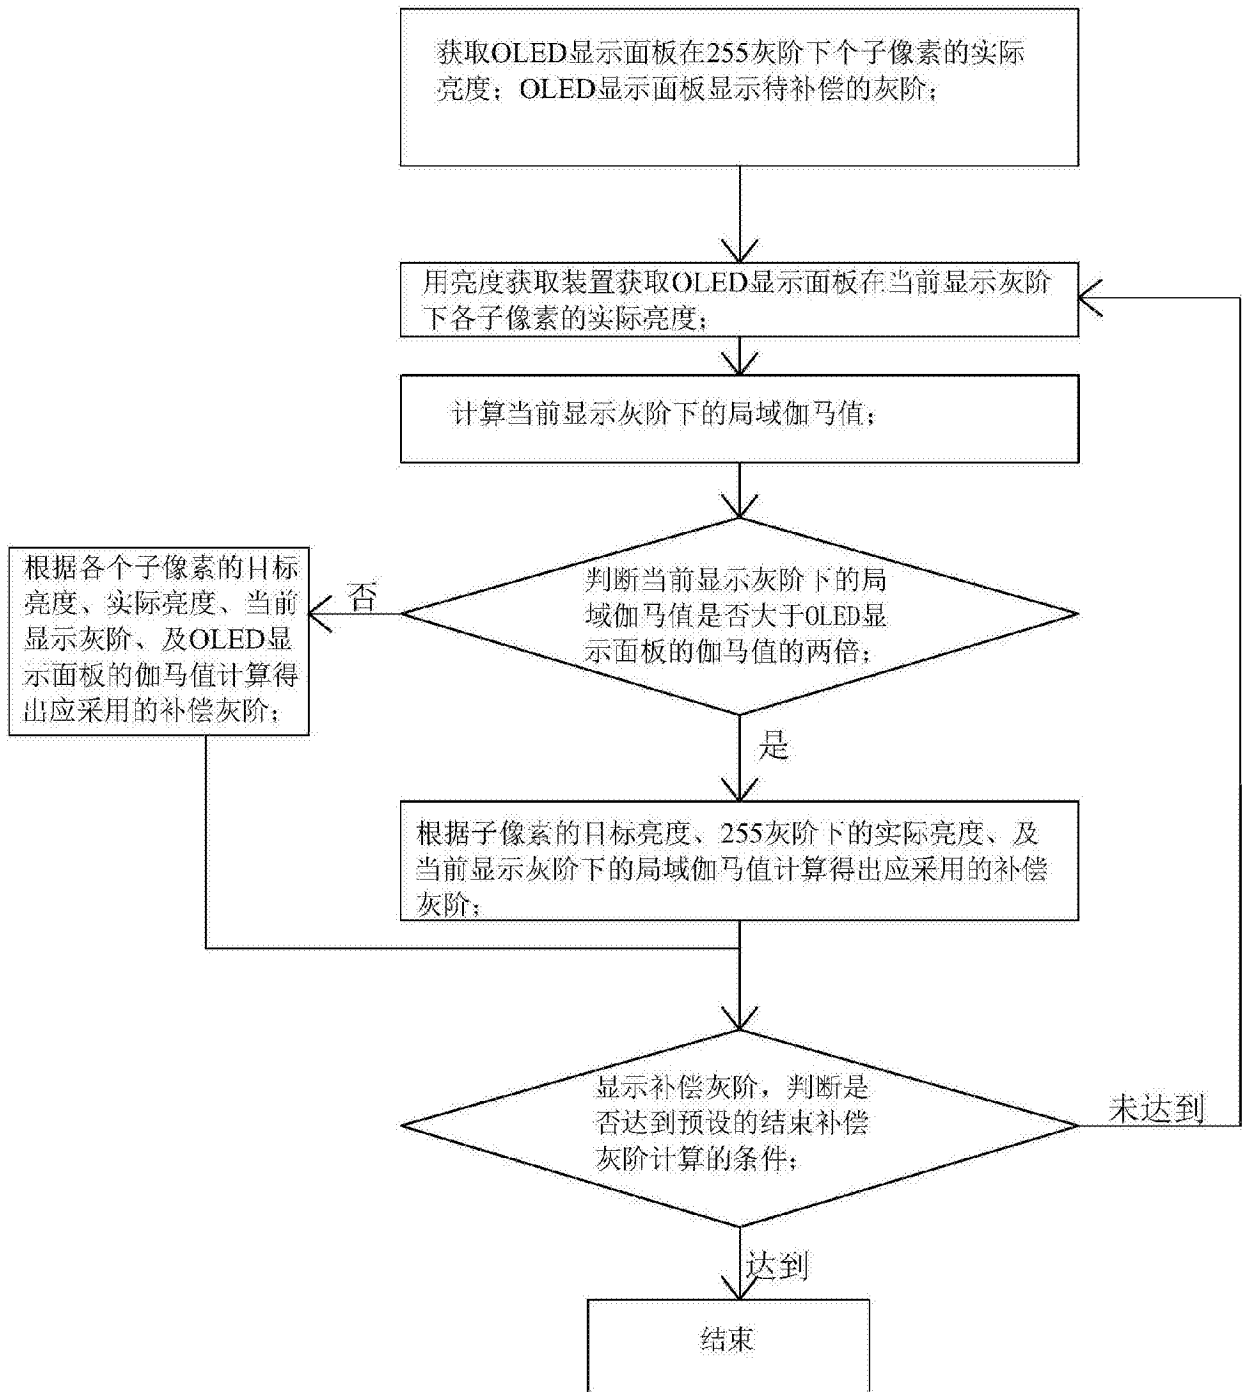 获取OLED显示面板在255灰阶下个子像素的实际
亮度；OLED显示面板显示待补偿的灰阶；
用亮度获取装置获取OLED显示面板在当前显示灰阶
下各子像素的实际亮度；
计算当前显示灰阶下的局域伽马值；
判断当前显示灰阶下的局
域伽马值是否大于OLED显
示面板的伽马值的两倍；
否
根据各个子像素的目标
亮度、实际亮度、当前
显示灰阶、及OLED显
示面板的伽马值计算得
出应采用的补偿灰阶；
是
根据子像素的目标亮度、255灰阶下的实际亮度、及
当前显示灰阶下的局域伽马值计算得出应采用的补偿
灰阶；
显示补偿灰阶，判断是
否达到预设的结束补偿
灰阶计算的条件；
未达到
达到
结束